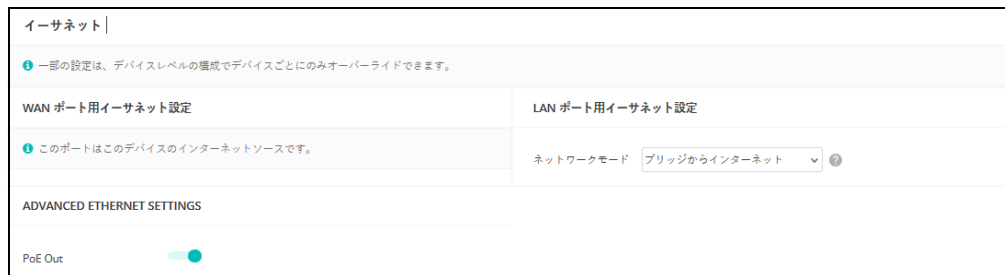 イーサネット
一部の設定は、デバイスレベルの構成でデバイスごとにのみオーバーライドできます。
WAN ポート用イーサネット設定
このポートはこのデバイスのインターネットソースです。
LAN ポート用イーサネット設定
ネットワークモード ブリッジからインターネット
ADVANCED ETHERNET SETTINGS
PoE Out